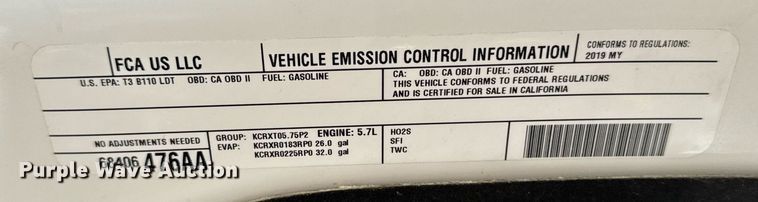 FCA US LLC
VEHICLE EMISSION CONTROL INFORMATION
CONFORMS TO REGULATIONS:
2019 MY
U.S. EPA: T3 B110 LDT OBD: CA OBD II FUEL: GASOLINE
CA: OBD: CA OBD II FUEL: GASOLINE
THIS VEHICLE CONFORMS TO FEDERAL REGULATIONS
AND IS CERTIFIED FOR SALE IN CALIFORNIA
NO ADJUSTMENTS NEEDED
68406 476AA
GROUP: KCRXT05.75P2 ENGINE: 5.7L
EVAP: KCRXR0183RP0 26.0 gal
KCRXR0225RP0 32.0 gal
HO2S
SFI
TWC
Purple Wave Auction